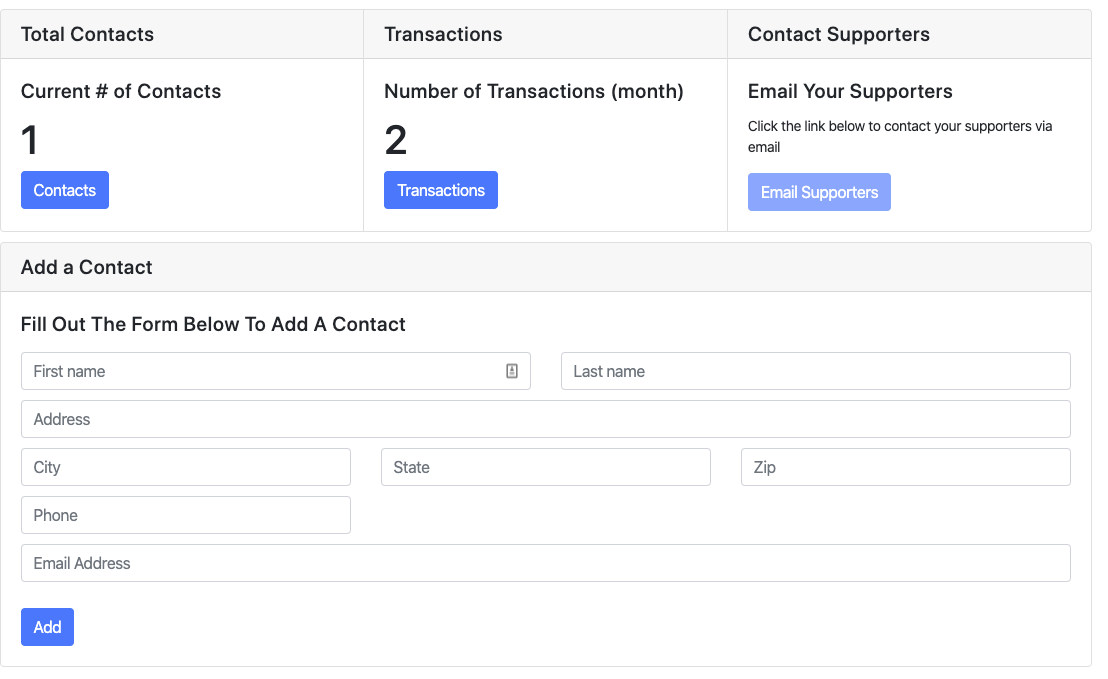 Total Contacts
Transactions
Contact Supporters
Current # of Contacts
Number of Transactions (month)
Email Your Supporters
1
2
Click the link below to contact your supporters via
email
Contacts
Transactions
Email Supporters
Add a Contact
Fill Out The Form Below To Add A Contact
First name
Last name
Address
City
State
Zip
Phone
Email Address
Add